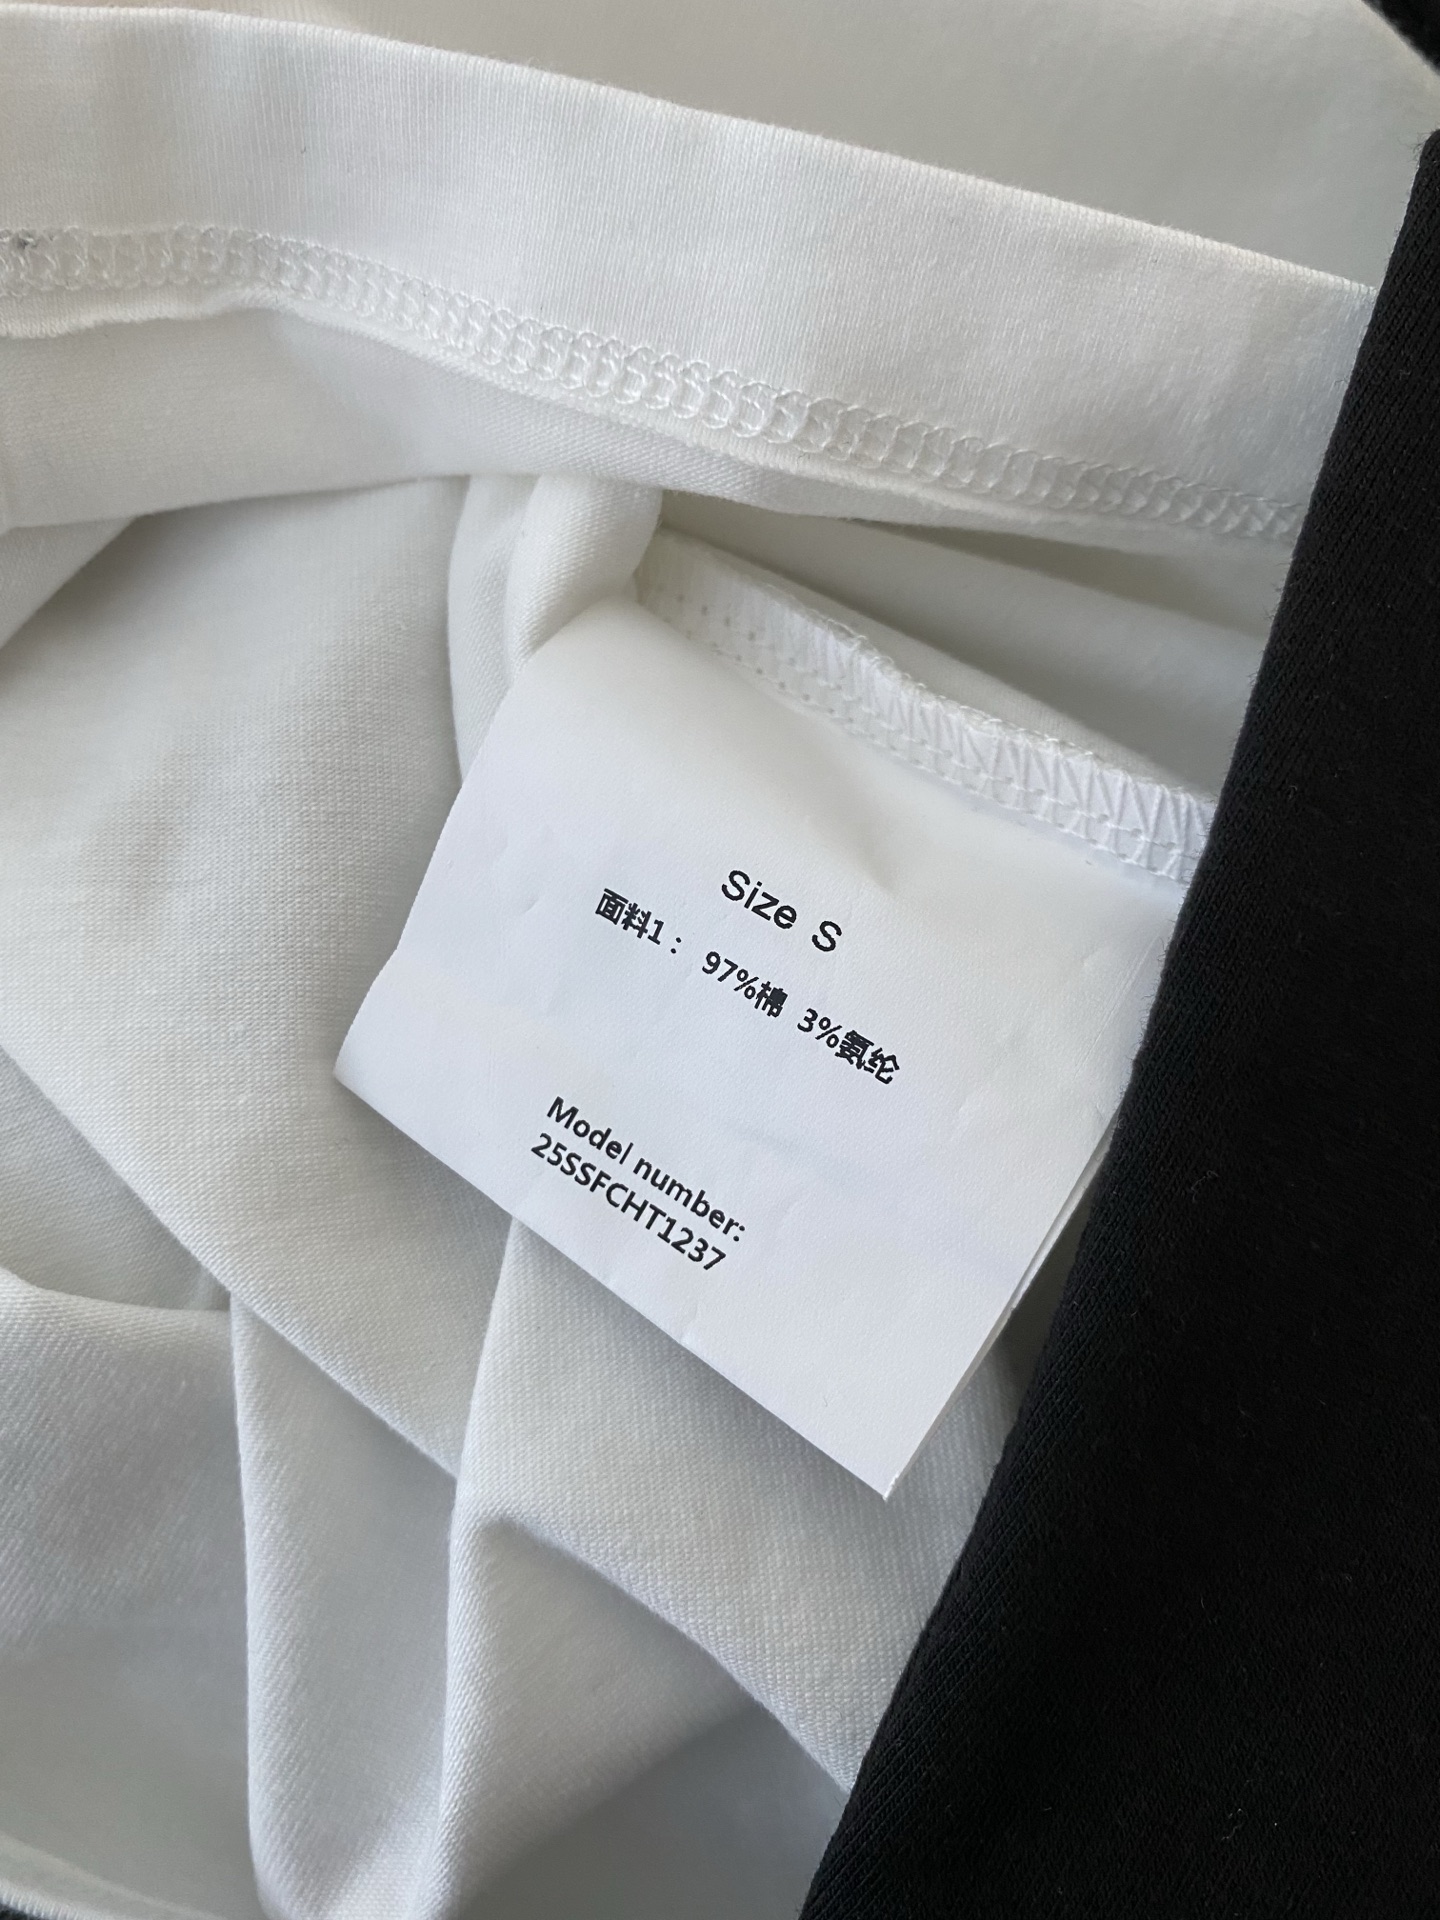 Size S
面料1： 97%棉 3%氨纶
Model number:
25SSFCHT1237